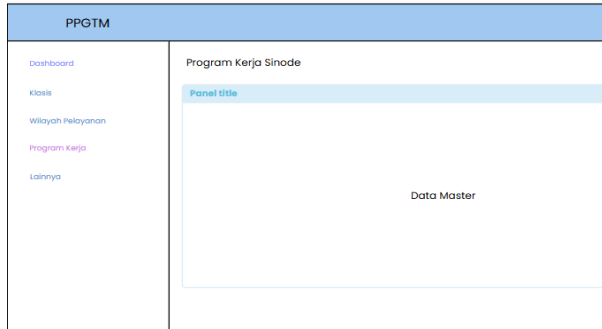 PPGTM
Dashboard
Klasis
Wilayah Pelayanan
Program Kerja
Lainnya
Program Kerja Sinode
Panel title
Data Master